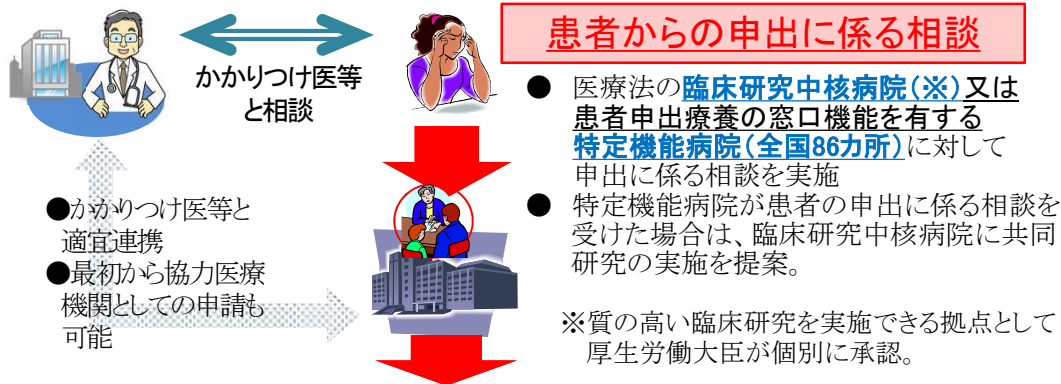 かかりつけ医等
と相談
患者からの申出に係る相談
● 医療法の臨床研究中核病院（※）又は
患者申出療養の窓口機能を有する
特定機能病院（全国86カ所）に対して
申出に係る相談を実施
● 特定機能病院が患者の申出に係る相談を
受けた場合は、臨床研究中核病院に共同
研究の実施を提案。
※質の高い臨床研究を実施できる拠点として
厚生労働大臣が個別に承認。
●かかりつけ医等と
適宜連携
●最初から協力医療
機関としての申請も
可能